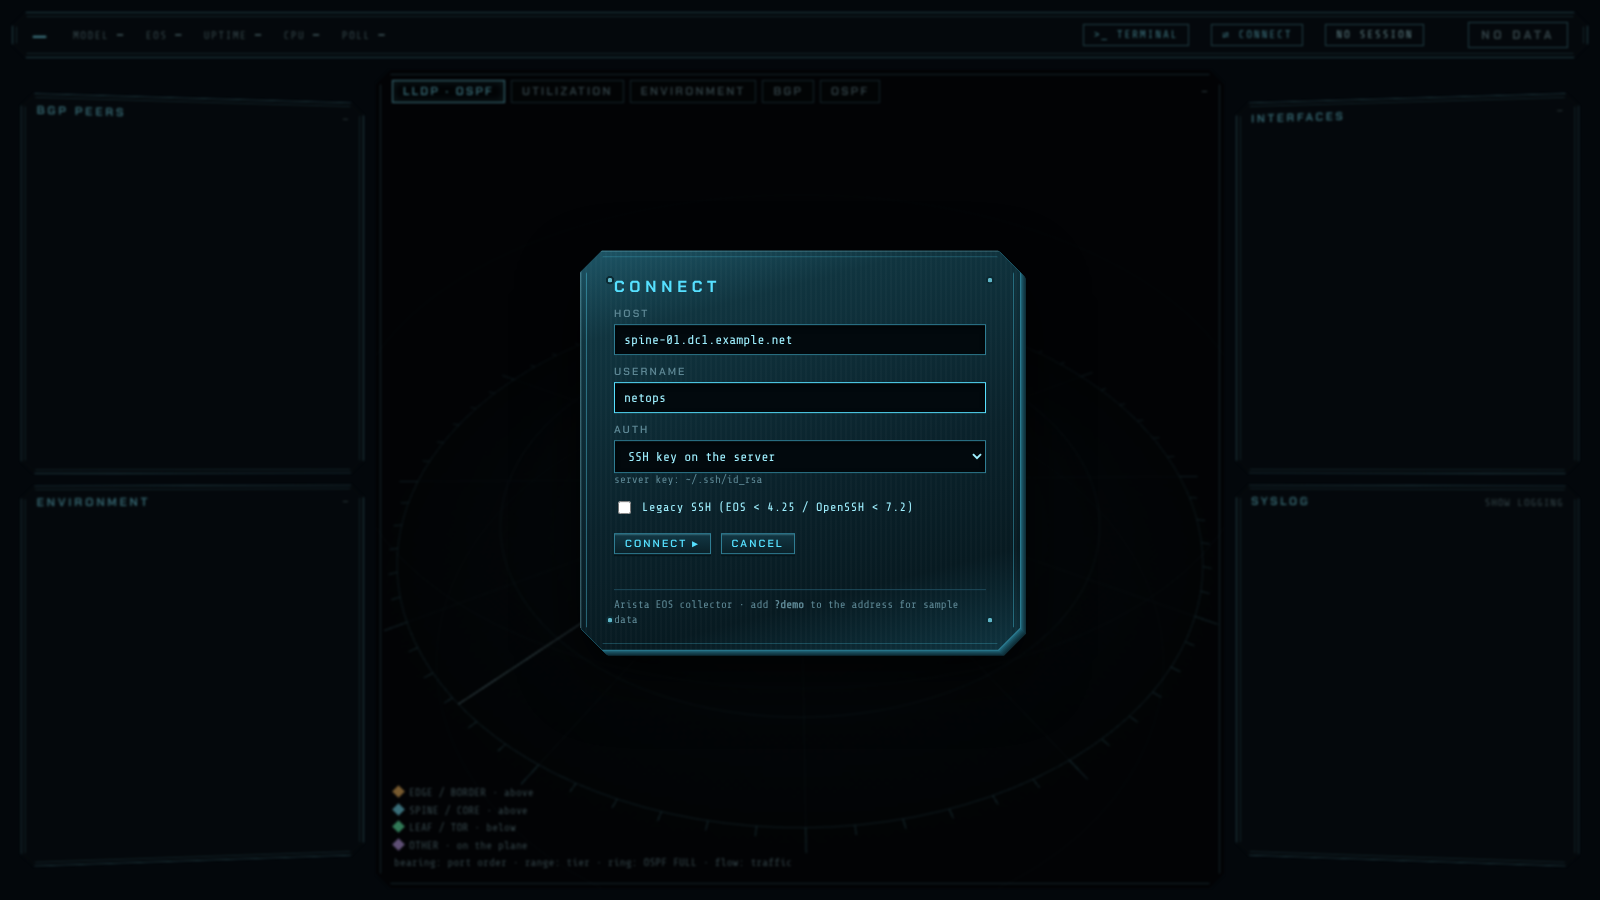 MODEL —
EOS —
UPTIME —
CPU —
POLL —
>_ TERMINAL
⇄ CONNECT
NO SESSION
NO DATA
BGP PEERS
LLDP · OSPF
UTILIZATION
ENVIRONMENT
BGP
OSPF
INTERFACES
CONNECT
HOST
spine-01.dc1.example.net
USERNAME
netops
AUTH
SSH key on the server
server key: ~/.ssh/id_rsa
Legacy SSH (EOS < 4.25 / OpenSSH < 7.2)
CONNECT ▸
CANCEL
Arista EOS collector · add ?demo to the address for sample
data
ENVIRONMENT
SYSLOG
SHOW LOGGING
EDGE / BORDER · above
SPINE / CORE · above
LEAF / TOR · below
OTHER · on the plane
bearing: port order · range: tier · ring: OSPF FULL · flow: traffic